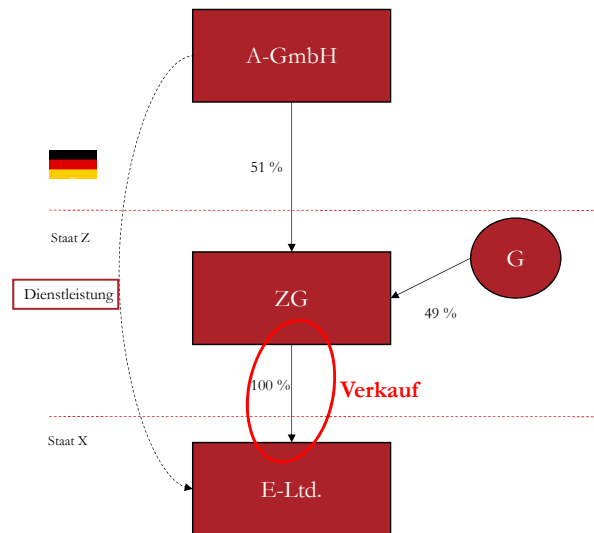 A-GmbH
51 %
Staat Z
G
Dienstleistung
ZG
49 %
100 %
Verkauf
Staat X
E-Ltd.